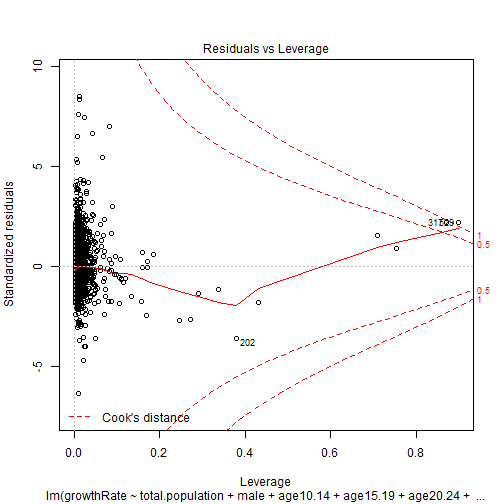 Residuals vs Leverage
Standardized residuals
10
5
0
-5
1
0.5
0.5
1
202
Cook's distance
0.0
0.2
0.4
0.6
0.8
Leverage
lm(growthRate ~ total.population + male + age10.14 + age15.19 + age20.24 + ...